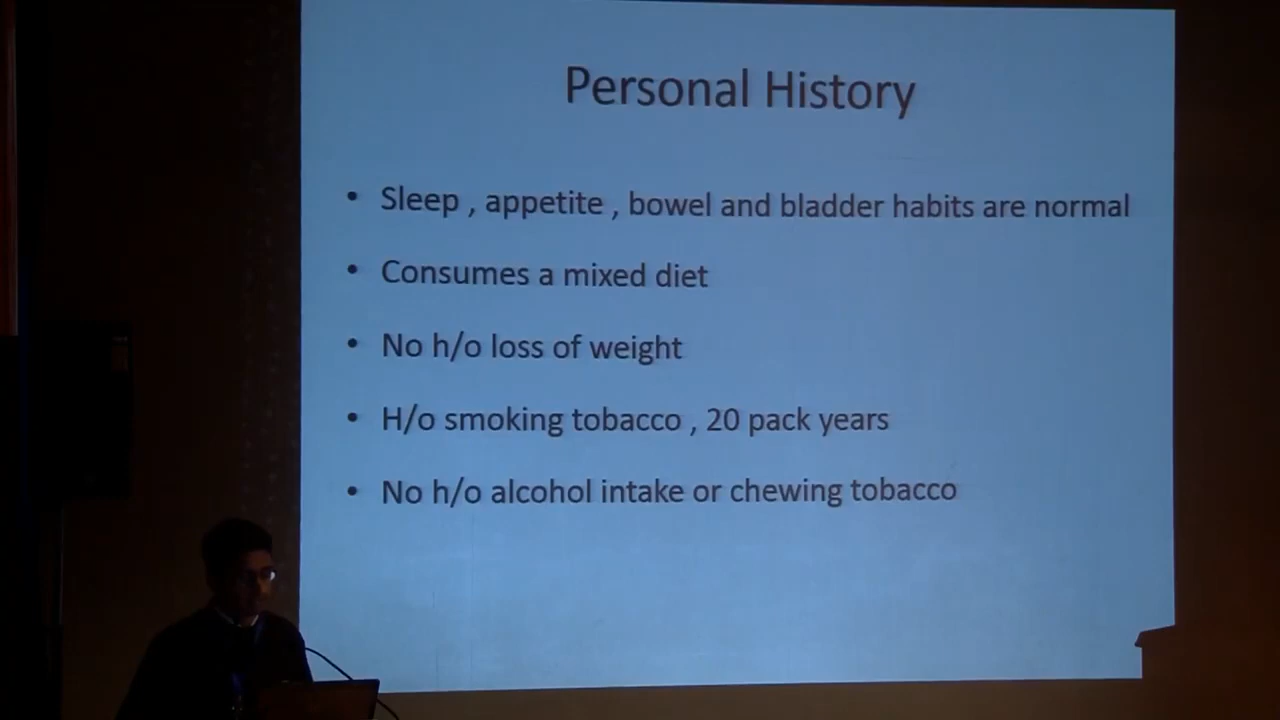 Personal History
• Sleep , appetite , bowel and bladder habits are normal
• Consumes a mixed diet
• No h/o loss of weight
• H/o smoking tobacco , 20 pack years
• No h/o alcohol intake or chewing tobacco